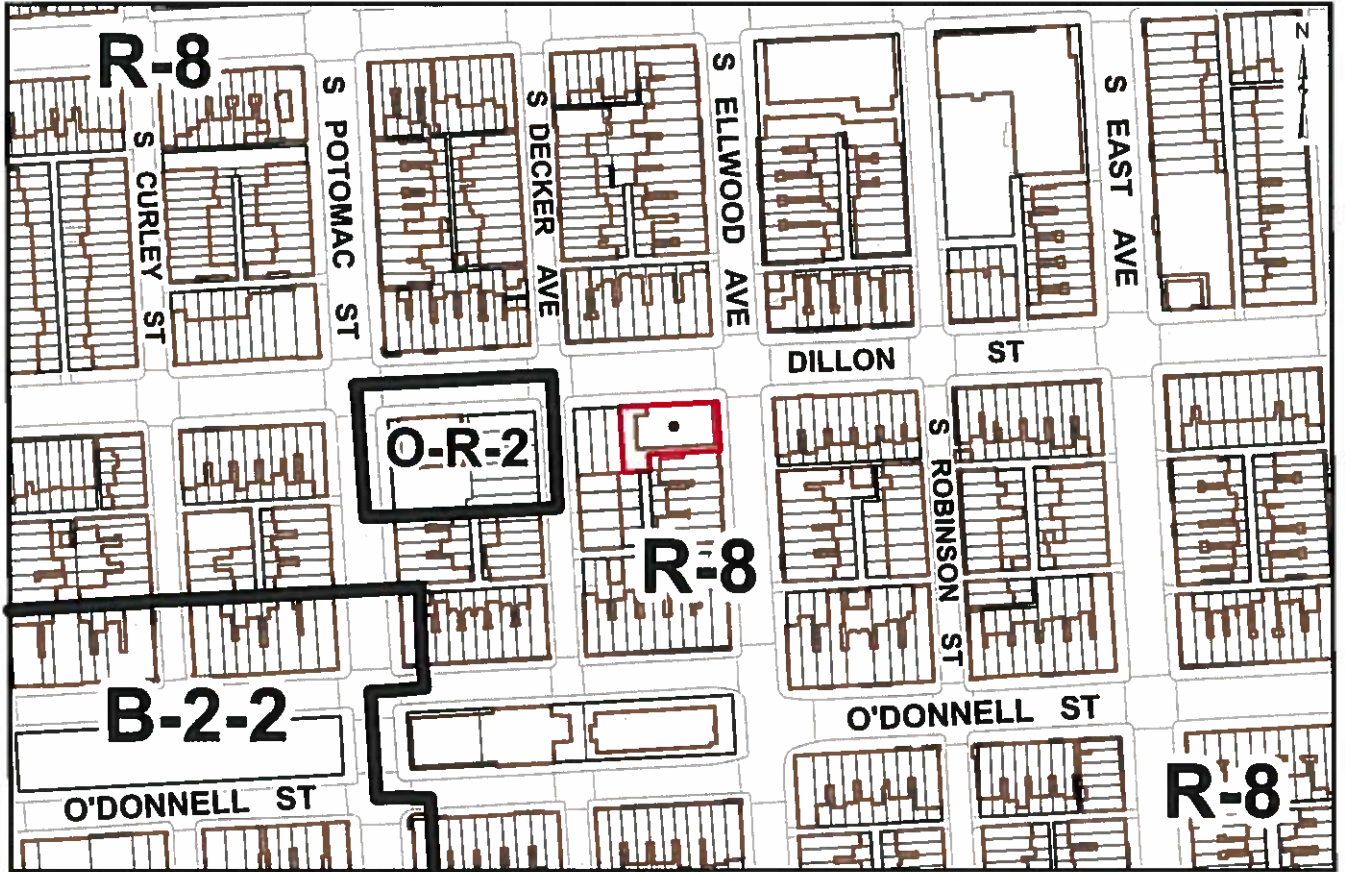 R-8
N
S CURLEY ST
S POTOMAC ST
S DECKER AVE
S ELLWOOD AVE
S EAST AVE
DILLON ST
O-R-2
S ROBINSON ST
R-8
B-2-2
O'DONNELL ST
O'DONNELL ST
R-8